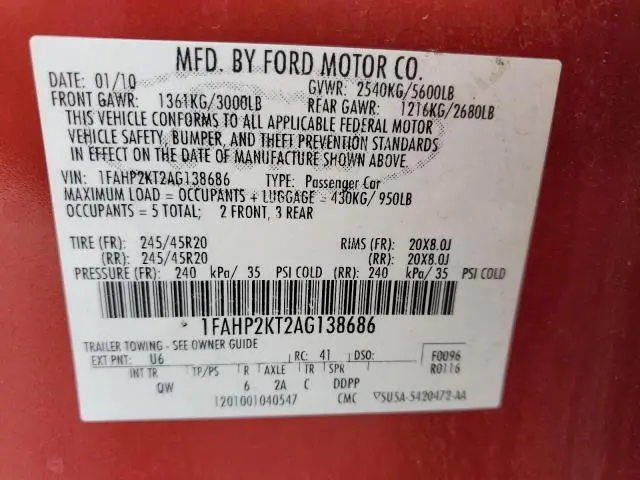 MFD. BY FORD MOTOR CO.
DATE: 01/10 GVWR: 2540KG/5600LB
FRONT GAWR: 1361KG/3000LB REAR GAWR: 1216KG/2680LB
THIS VEHICLE CONFORMS TO ALL APPLICABLE FEDERAL MOTOR
VEHICLE SAFETY, BUMPER, AND THEFT PREVENTION STANDARDS
IN EFFECT ON THE DATE OF MANUFACTURE SHOWN ABOVE.
VIN: 1FAHP2KT2AG138686 TYPE: Passenger Car
MAXIMUM LOAD = OCCUPANTS + LUGGAGE = 430KG/ 950LB
OCCUPANTS = 5 TOTAL; 2 FRONT, 3 REAR
TIRE (FR): 245/45R20 RIMS (FR): 20X8.0J
(RR): 245/45R20 (RR): 20X8.0J
PRESSURE (FR): 240 kPa/ 35 PSI COLD (RR): 240 kPa/ 35 PSI COLD
1FAHP2KT2AG138686
TRAILER TOWING - SEE OWNER GUIDE
EXT PNT: U6 RC: 41 DSO: F0096
INT TR TP/PS R AXLE TR SPR R0116
QW 6 2A C DDPP
1201001040547 CMC ▽5U5A-5420472-AA